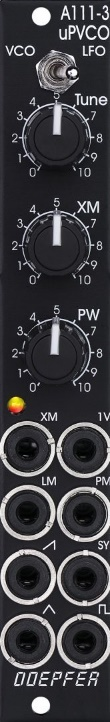 A111-3
uPVCO
VCO LFO
Tune
0 1 2 3 4 5 6 7 8 9 10
XM
0 1 2 3 4 5 6 7 8 9 10
PW
0 1 2 3 4 5 6 7 8 9 10
XM 1V
LM PM
SY
DOEPFER